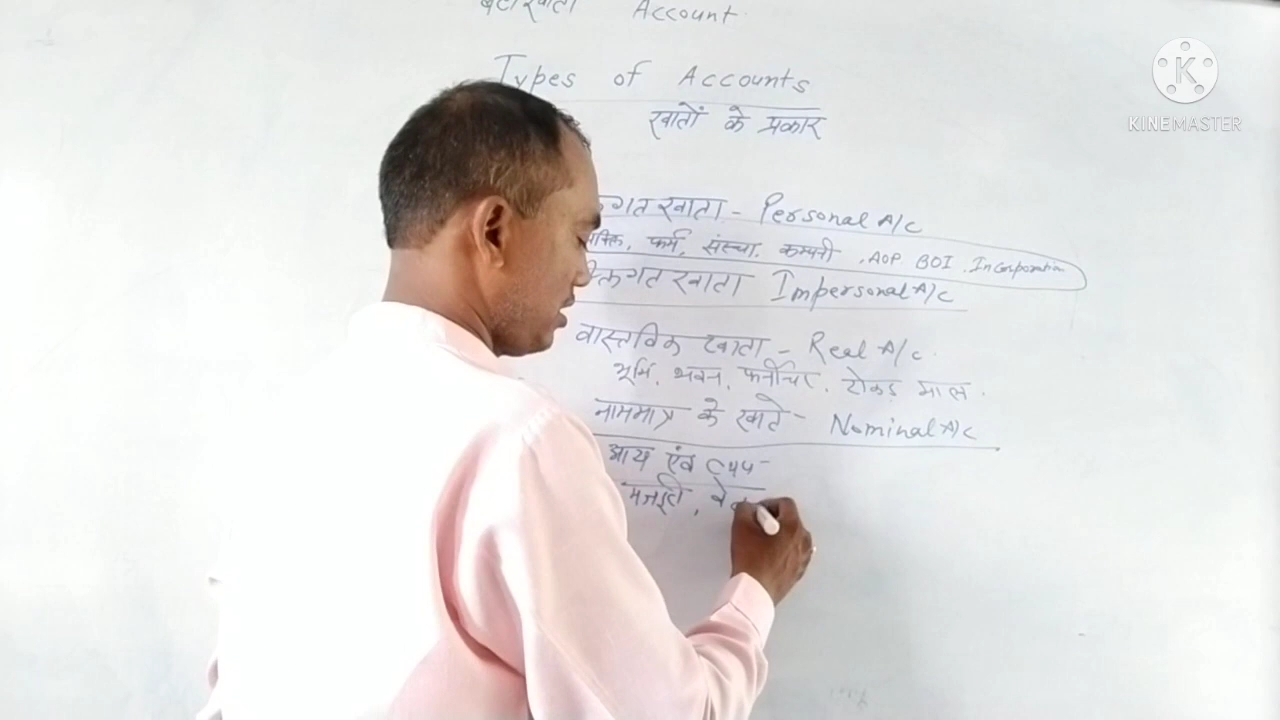 Account
Types of Accounts
खातों के प्रकार
KINEMASTER
गत खाता - Personal A/c
फर्म, संस्था, कम्पनी, AOP BOI. Incorporation
गत खाता Impersonal A/c
वास्तविक खाता - Real A/c.
भूमि, भवन, फर्नीचर, रोकड़ माल.
नाममात्र के खाते - Nominal A/c
आय एंव व्यय -
मजदूरी, वे